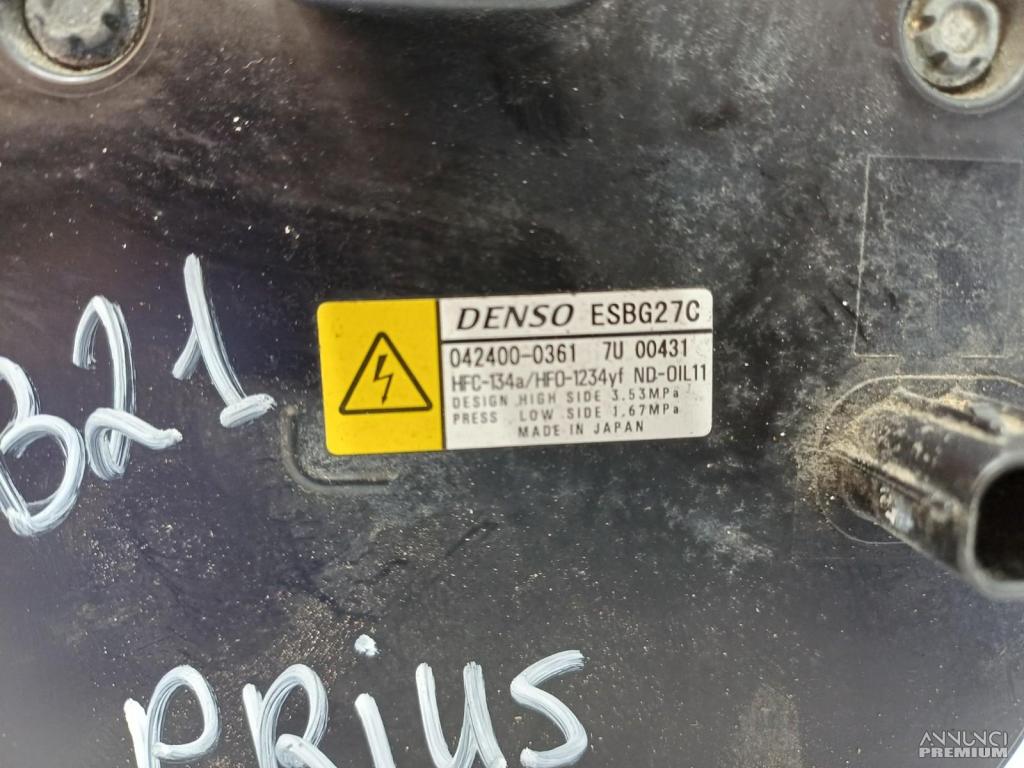 B21
DENSO ESBG27C
042400-0361 7U 00431
HFC-134a/HFO-1234yf ND-OIL11
DESIGN HIGH SIDE 3.53MPa
PRESS LOW SIDE 1.67MPa
MADE IN JAPAN
PRiUS
ANNUNCI
PREMIUM